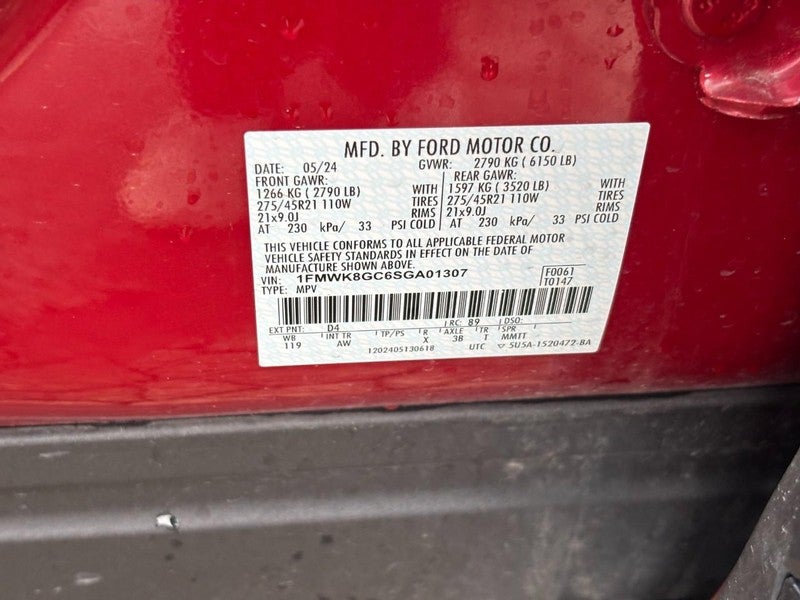 MFD. BY FORD MOTOR CO.
DATE: 05/24 GVWR: 2790 KG ( 6150 LB)
FRONT GAWR: REAR GAWR:
1266 KG ( 2790 LB) WITH 1597 KG ( 3520 LB) WITH
275/45R21 110W TIRES 275/45R21 110W TIRES
21x9.0J RIMS 21x9.0J RIMS
AT 230 kPa/ 33 PSI COLD AT 230 kPa/ 33 PSI COLD
THIS VEHICLE CONFORMS TO ALL APPLICABLE FEDERAL MOTOR
VEHICLE SAFETY STANDARDS IN EFFECT ON THE DATE OF
MANUFACTURE SHOWN ABOVE.
VIN: 1FMWK8GC6SGA01307 F0061
TYPE: MPV T0147
EXT PNT: D4 RC: 89
WB INT TR TP/PS R AXLE TR SPR
119 AW X 3B T MMTT
1202405130618 UTC ▽ 5U5A-1520472-BA